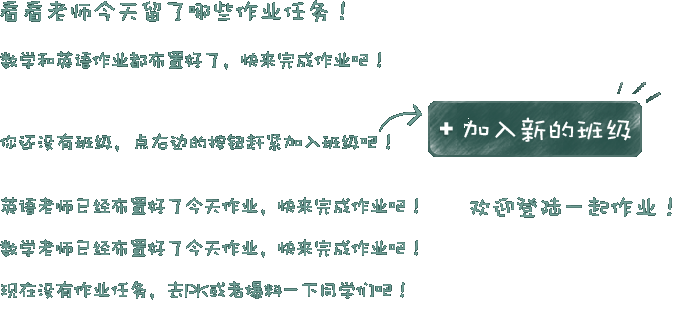 看看老师今天留了哪些作业任务！
数学和英语作业都布置好了，快来完成作业吧！
+ 加入新的班级
你还没有班级，点右边的按钮赶紧加入班级吧！
英语老师已经布置好了今天作业，快来完成作业吧！
欢迎登陆一起作业！
数学老师已经布置好了今天作业，快来完成作业吧！
现在没有作业任务，去PK或者爆料一下同学们吧！